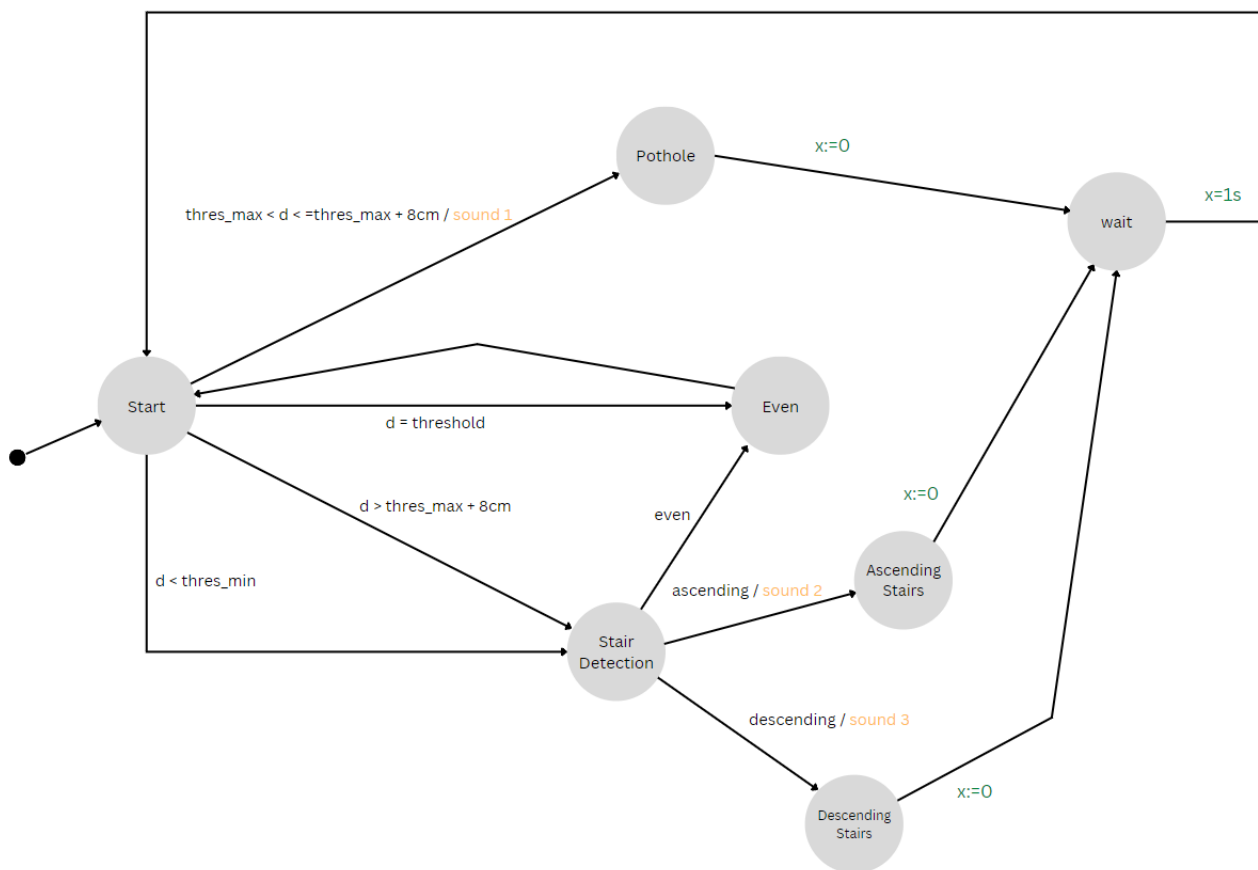 Pothole
x:=0
x=1s
thres_max < d < =thres_max + 8cm / sound 1
wait
Start
Even
d = threshold
d > thres_max + 8cm
x:=0
even
d < thres_min
Ascending
Stairs
ascending / sound 2
Stair
Detection
descending / sound 3
x:=0
Descending
Stairs